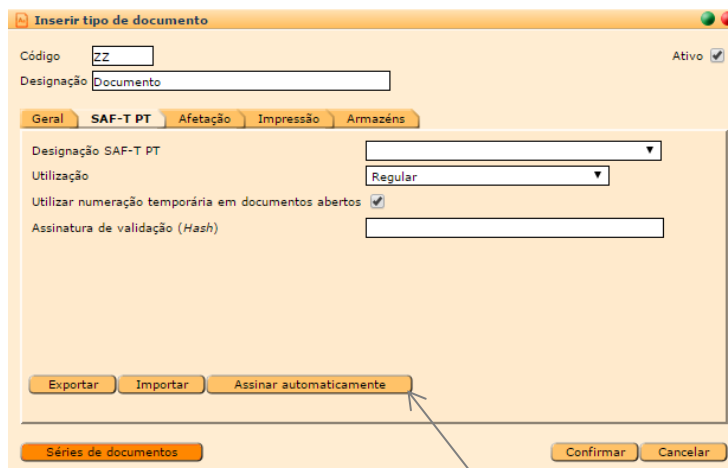 Inserir tipo de documento
Código ZZ Ativo
Designação Documento
Geral SAF-T PT Afetação Impressão Armazéns
Designação SAF-T PT
Utilização Regular
Utilizar numeração temporária em documentos abertos
Assinatura de validação (Hash)
Exportar Importar Assinar automaticamente
Séries de documentos Confirmar Cancelar